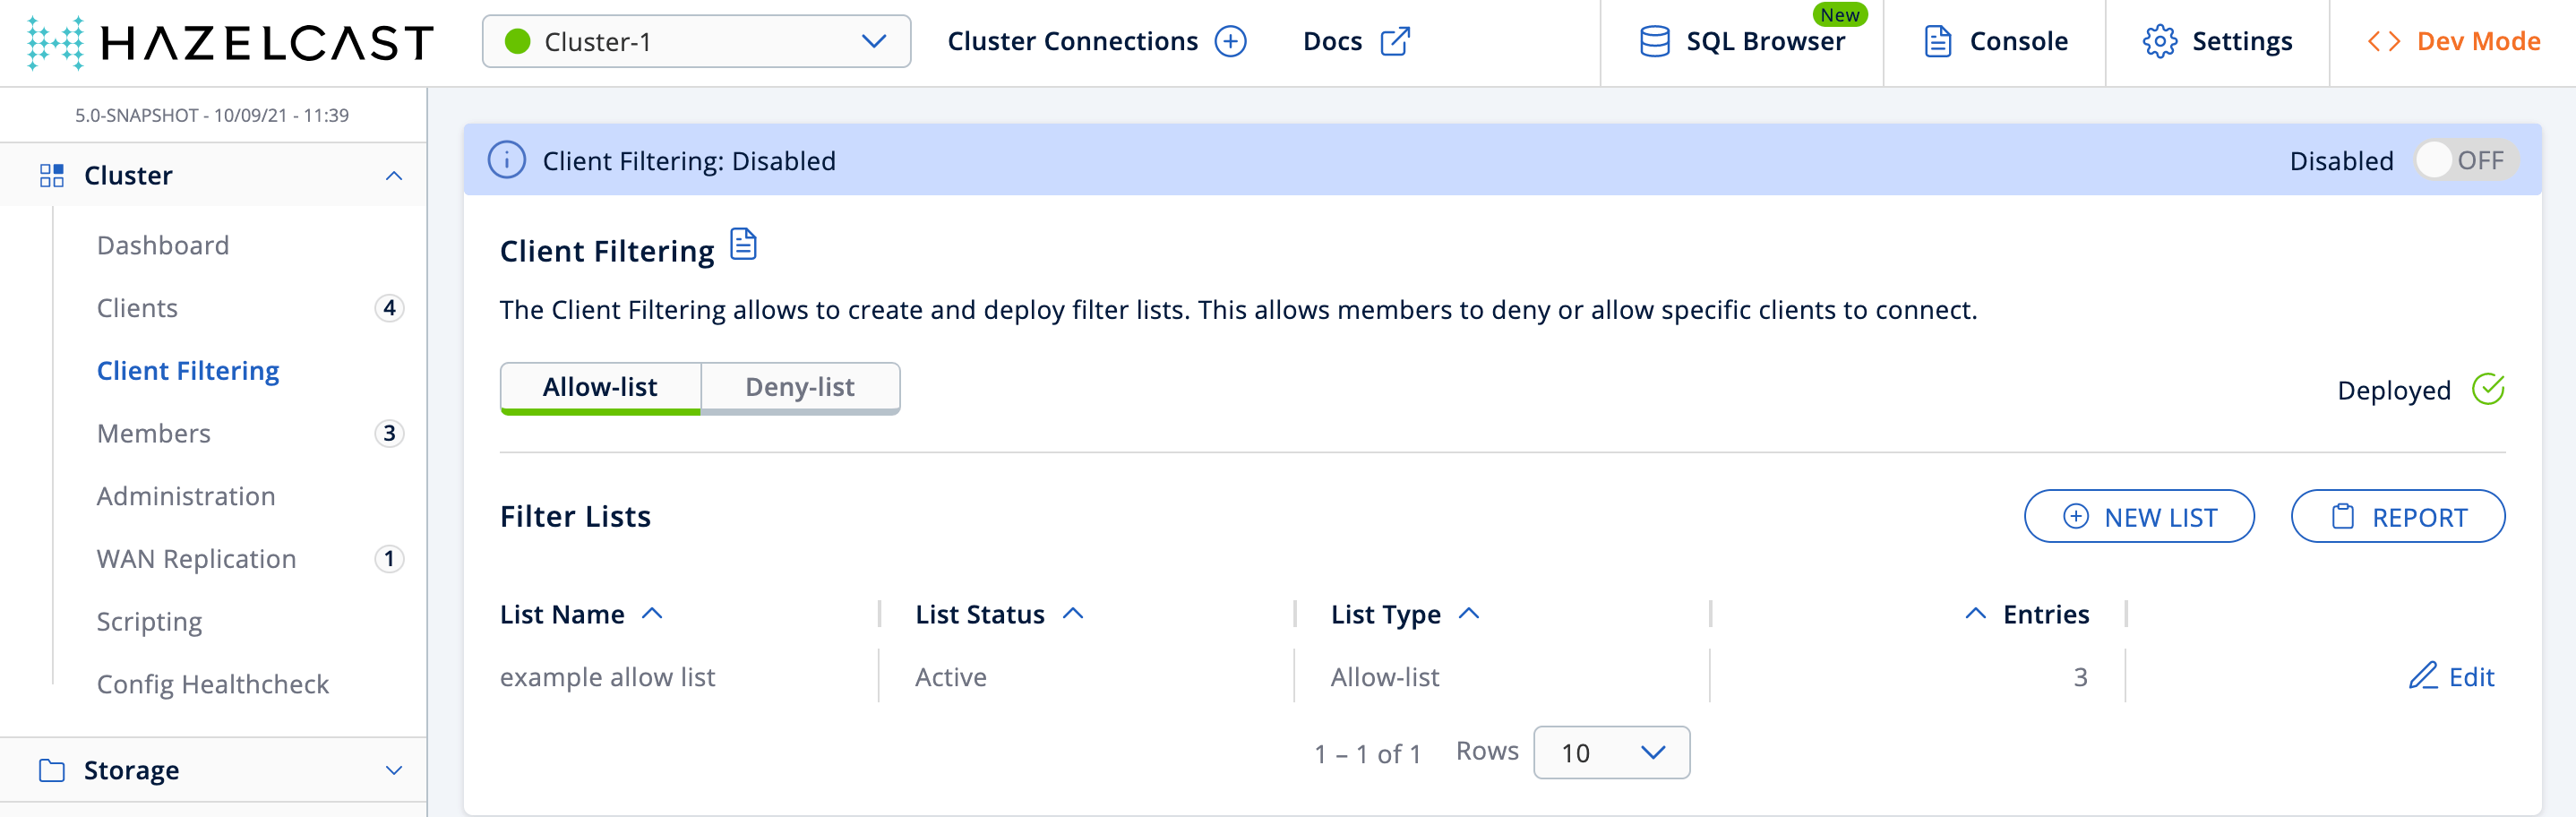 HAZELCAST
Cluster-1
Cluster Connections
Docs
New
SQL Browser
Console
Settings
Dev Mode
5.0-SNAPSHOT - 10/09/21 - 11:39
Cluster
Dashboard
Clients 4
Client Filtering
Members 3
Administration
WAN Replication 1
Scripting
Config Healthcheck
Storage
Client Filtering: Disabled
Disabled OFF
Client Filtering
The Client Filtering allows to create and deploy filter lists. This allows members to deny or allow specific clients to connect.
Allow-list Deny-list
Deployed
Filter Lists
NEW LIST
REPORT
List Name List Status List Type Entries
example allow list Active Allow-list 3 Edit
1 – 1 of 1 Rows 10